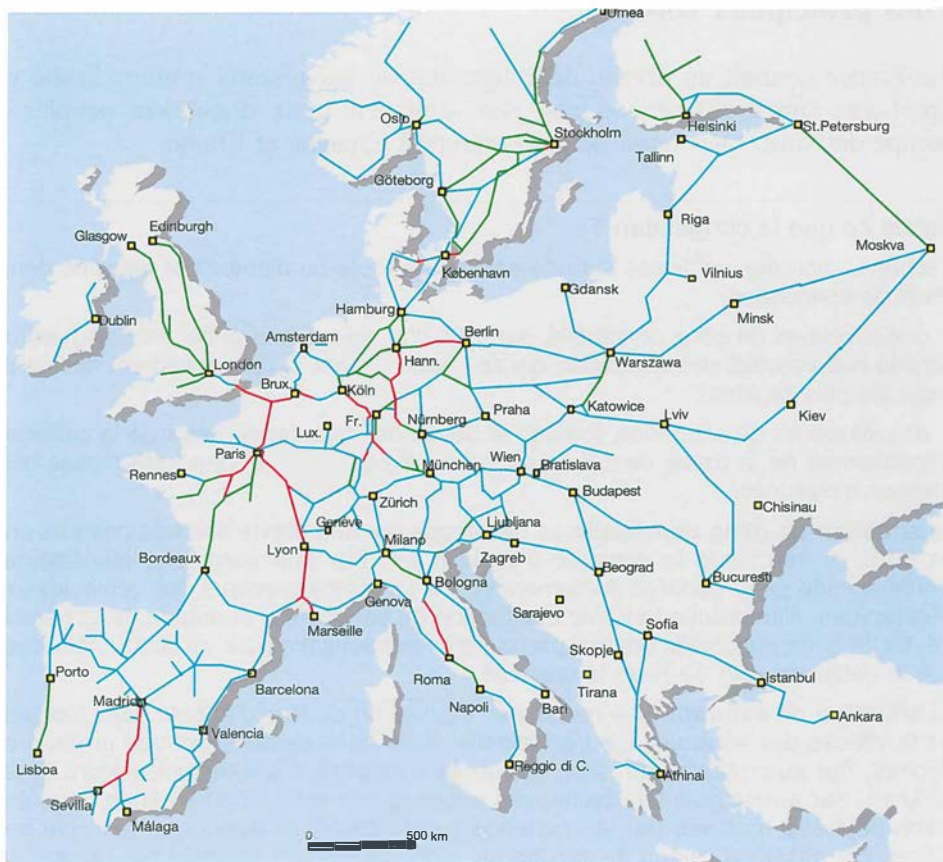 Umea
Oslo
Stockholm
Helsinki
St.Petersburg
Tallinn
Göteborg
Riga
Edinburgh
Glasgow
Moskva
København
Vilnius
Gdansk
Minsk
Hamburg
Dublin
Amsterdam
Berlin
Hann.
London
Warszawa
Brux.
Köln
Fr.
Nürnberg
Praha
Katowice
Lviv
Kiev
Lux.
Paris
Rennes
München
Wien
Bratislava
Zürich
Budapest
Chisinau
Genève
Ljubljana
Lyon
Milano
Zagreb
Bordeaux
Beograd
Bucuresti
Bologna
Genova
Sarajevo
Marseille
Sofia
Skopje
Porto
Barcelona
Roma
Tirana
Istanbul
Madrid
Napoli
Bari
Ankara
Valencia
Lisboa
Reggio di C.
Athinai
Sevilla
Málaga
0 500 km